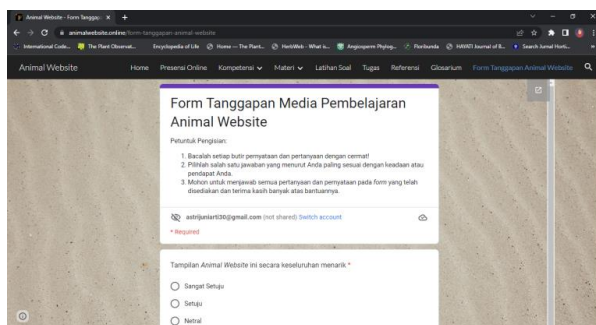 Animal Website - Form Tanggap
animalwebsite.online/form-tanggapan-animal-website
International Code...
The Plant Observat...
Encyclopedia of Life
Home — The Plant...
HerbWeb - What is...
Angiosperm Phylog...
Floribunda
HAYATI Journal of B...
Search Jurnal Horti...
Animal Website
Home
Presensi Online
Kompetensi
Materi
Latihan Soal
Tugas
Referensi
Glosarium
Form Tanggapan Animal Website
Form Tanggapan Media Pembelajaran
Animal Website
Petuntuk Pengisian:
1. Bacalah setiap butir pernyataan dan pertanyaan dengan cermat!
2. Pilihlah salah satu jawaban yang menurut Anda paling sesuai dengan keadaan atau
pendapat Anda.
3. Mohon untuk menjawab semua pertanyaan dan pernyataan pada form yang telah
disediakan dan terima kasih banyak atas bantuannya.
astrijuniarti30@gmail.com (not shared) Switch account
* Required
Tampilan Animal Website ini secara keseluruhan menarik *
Sangat Setuju
Setuju
Netral